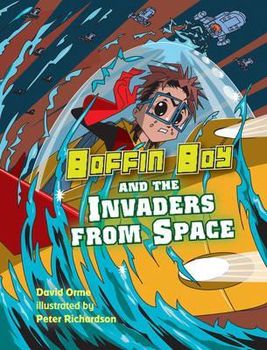 Boffin Boy
AND THE
INVADERS
FROM SPACE
David Orme
illustrated by
Peter Richardson